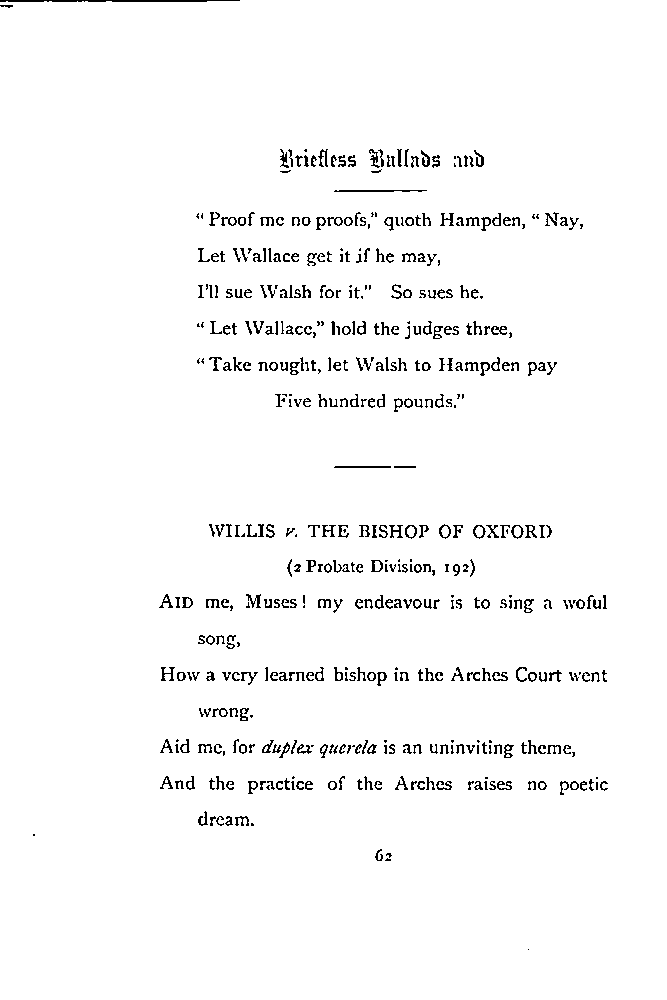 Briefless Ballads and
“Proof me no proofs,” quoth Hampden, “Nay,
Let Wallace get it if he may,
I’ll sue Walsh for it.” So sues he.
“Let Wallace,” hold the judges three,
“Take nought, let Walsh to Hampden pay
Five hundred pounds.”
WILLIS v. THE BISHOP OF OXFORD
(2 Probate Division, 192)
AID me, Muses! my endeavour is to sing a woful
song,
How a very learned bishop in the Arches Court went
wrong.
Aid me, for duplex querela is an uninviting theme,
And the practice of the Arches raises no poetic
dream.
62